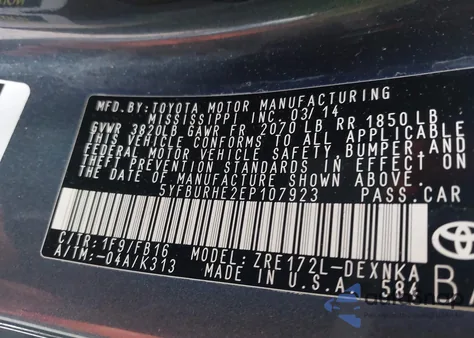 MFD.BY:TOYOTA MOTOR MANUFACTURING
MISSISSIPPI INC.03/14
GVWR 3820LB GAWR FR 2070 LB RR 1850 LB
THIS VEHICLE CONFORMS TO ALL APPLICABLE
FEDERAL MOTOR VEHICLE SAFETY BUMPER AND
THEFT PREVENTION STANDARDS IN EFFECT ON
THE DATE OF MANUFACTURE SHOWN ABOVE.
5YFBURHE2EP107923 PASS.CAR
C/TR:1F9/FB16 MODEL: ZRE172L-DEXNKA
A/TM:-04A/K313 MADE IN U.S.A. 584
TOYOTA